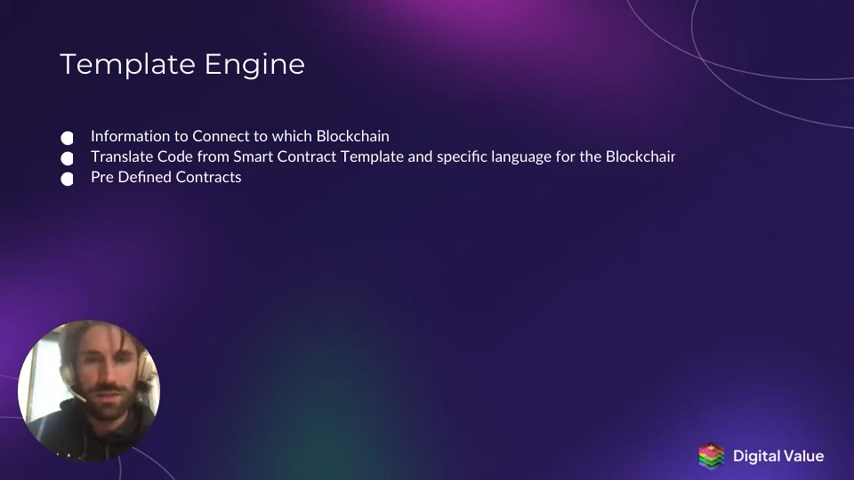 Template Engine
Information to Connect to which Blockchain
Translate Code from Smart Contract Template and specific language for the Blockchain
Pre Defined Contracts
Digital Value